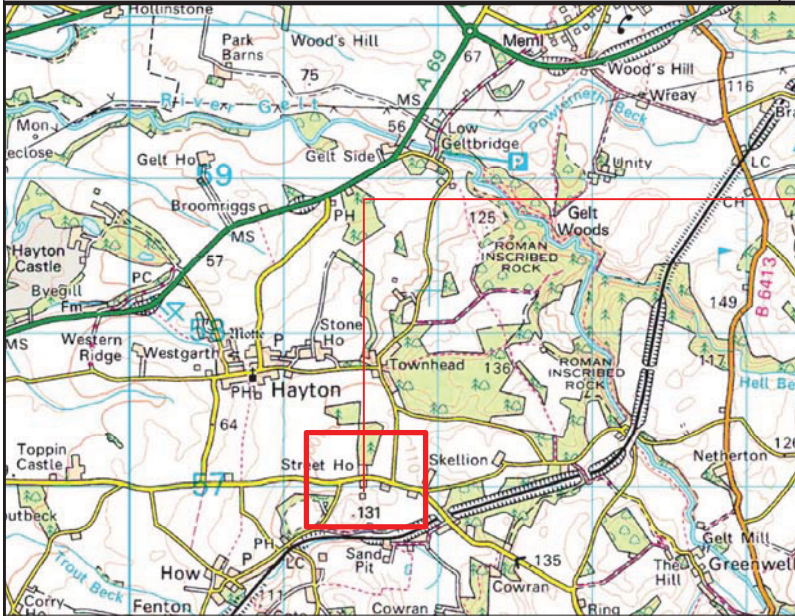 Hollinstone
Park
Barns
Wood's Hill
75
A 69
67
Meml
Wood's Hill
Wreay
116
River Gelt
MS
Powterneth Beck
Mon
56
Low
Geltbridge
P
LC
eclose
Gelt Ho
Gelt Side
Unity
59
Broomriggs
PH
125
Gelt
Woods
CH
MS
ROMAN
INSCRIBED
ROCK
Hayton
Castle
57
PC
Byegill
Fm
149
B 6413
MS
58
Motte
P
Stone
Ho
Western
Ridge
Westgarth
Townhead
136
ROMAN
INSCRIBED
ROCK
117
Hell Be
PH
Hayton
64
Toppin
Castle
Street Ho
Skellion
Netherton
126
57
131
outbeck
Trout Beck
PH
P
LC
Sand
Pit
135
Gelt Mill
The
Hill
Greenwell
How
111
Cowran
Corry
Ho
Fenton
Cowran
Ring